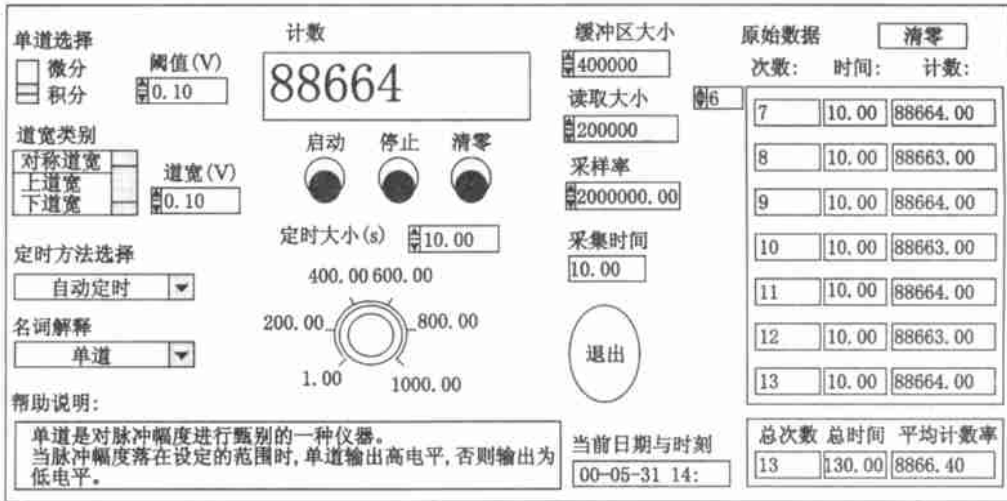 单道选择
微分
积分
阈值(V)
0.10
道宽类别
对称道宽
上道宽
下道宽
道宽(V)
0.10
定时方法选择
自动定时
名词解释
单道
帮助说明:
单道是对脉冲幅度进行甄别的一种仪器。
当脉冲幅度落在设定的范围时,单道输出高电平,否则输出为
低电平。
计数
88664
启动 停止 清零
定时大小(s) 10.00
400.00 600.00
200.00 800.00
1.00 1000.00
缓冲区大小
400000
读取大小
200000
采样率
2000000.00
采集时间
10.00
退出
当前日期与时刻
00-05-31 14:
原始数据 清零
次数: 时间: 计数:
6
7 10.00 88664.00
8 10.00 88663.00
9 10.00 88664.00
10 10.00 88663.00
11 10.00 88664.00
12 10.00 88663.00
13 10.00 88664.00
总次数 总时间 平均计数率
13 130.00 8866.40